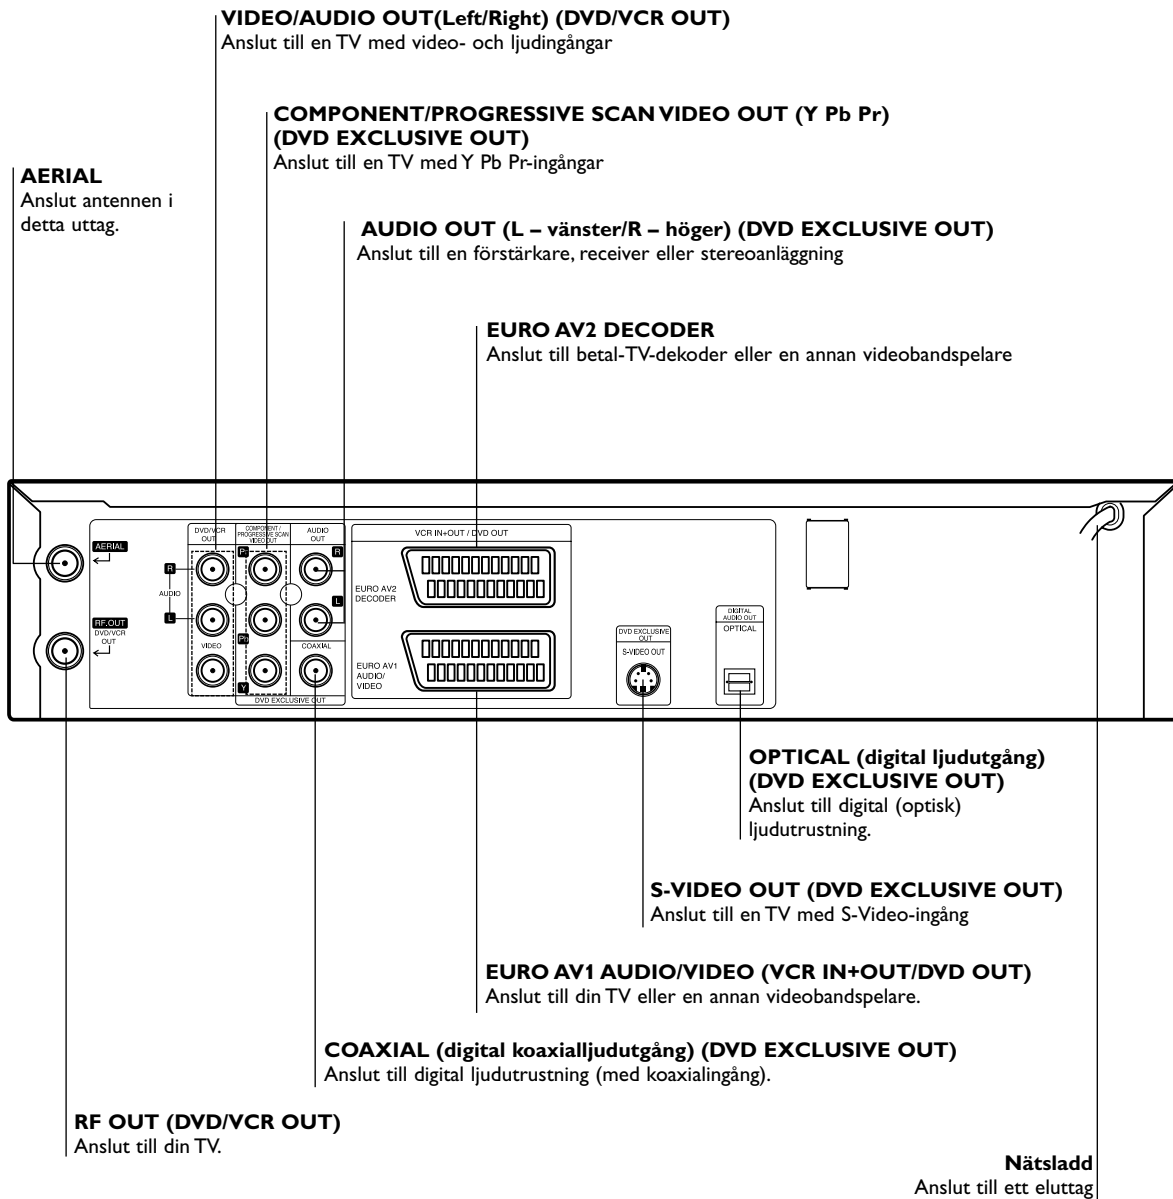 VIDEO/AUDIO OUT(Left/Right) (DVD/VCR OUT)
Anslut till en TV med video- och ljudingångar
COMPONENT/PROGRESSIVE SCAN VIDEO OUT (Y Pb Pr)
(DVD EXCLUSIVE OUT)
Anslut till en TV med Y Pb Pr-ingångar
AERIAL
Anslut antennen i
detta uttag.
AUDIO OUT (L – vänster/R – höger) (DVD EXCLUSIVE OUT)
Anslut till en förstärkare, receiver eller stereoanläggning
EURO AV2 DECODER
Anslut till betal-TV-dekoder eller en annan videobandspelare
AERIAL
RF.OUT
DVD/VCR
OUT
DVD/VCR
OUT
R
AUDIO
L
VIDEO
COMPONENT /
PROGRESSIVE SCAN
VIDEO OUT
Pr
Pb
Y
AUDIO
OUT
R
L
COAXIAL
DVD EXCLUSIVE OUT
VCR IN+OUT / DVD OUT
EURO AV2
DECODER
EURO AV1
AUDIO/
VIDEO
DVD EXCLUSIVE
OUT
S-VIDEO OUT
DIGITAL
AUDIO OUT
OPTICAL
OPTICAL (digital ljudutgång)
(DVD EXCLUSIVE OUT)
Anslut till digital (optisk)
ljudutrustning.
S-VIDEO OUT (DVD EXCLUSIVE OUT)
Anslut till en TV med S-Video-ingång
EURO AV1 AUDIO/VIDEO (VCR IN+OUT/DVD OUT)
Anslut till din TV eller en annan videobandspelare.
COAXIAL (digital koaxialljudutgång) (DVD EXCLUSIVE OUT)
Anslut till digital ljudutrustning (med koaxialingång).
RF OUT (DVD/VCR OUT)
Anslut till din TV.
Nätsladd
Anslut till ett eluttag